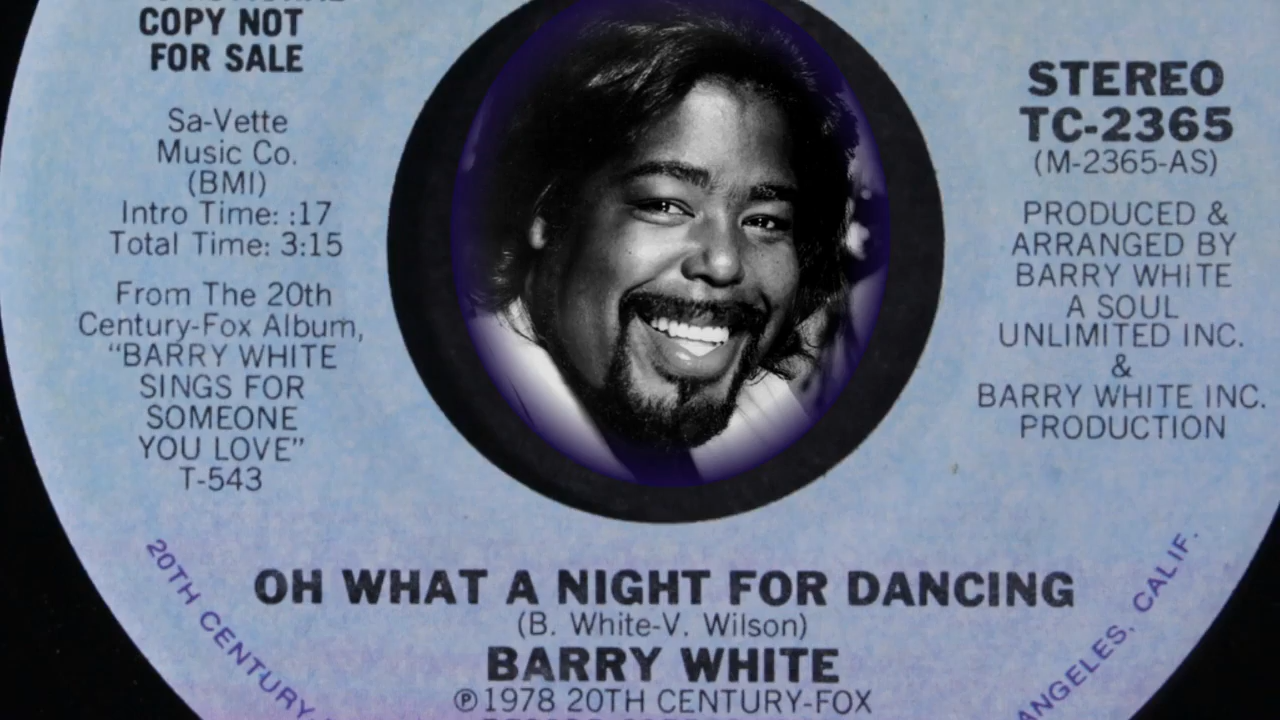 COPY NOT
FOR SALE
Sa-Vette
Music Co.
(BMI)
Intro Time: :17
Total Time: 3:15
From The 20th
Century-Fox Album,
“BARRY WHITE
SINGS FOR
SOMEONE
YOU LOVE”
T-543
STEREO
TC-2365
(M-2365-AS)
PRODUCED &
ARRANGED BY
BARRY WHITE
A SOUL
UNLIMITED INC.
&
BARRY WHITE INC.
PRODUCTION
OH WHAT A NIGHT FOR DANCING
(B. White-V. Wilson)
BARRY WHITE
℗ 1978 20TH CENTURY-FOX
20TH CENTURY-
ANGELES, CALIF.